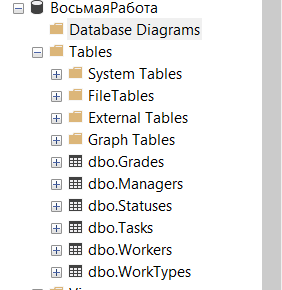 ВосьмаяРабота
Database Diagrams
Tables
System Tables
FileTables
External Tables
Graph Tables
dbo.Grades
dbo.Managers
dbo.Statuses
dbo.Tasks
dbo.Workers
dbo.WorkTypes